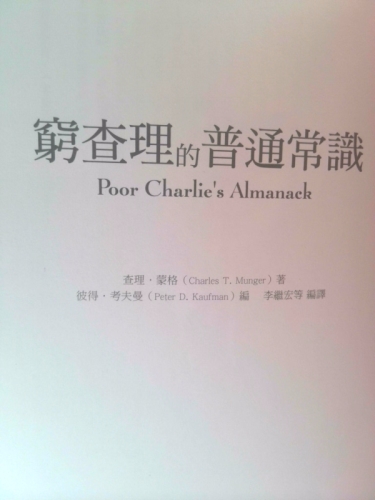 窮查理的普通常識
Poor Charlie's Almanack
查理·蒙格（Charles T. Munger）著
彼得·考夫曼（Peter D. Kaufman）編 李繼宏等 編譯